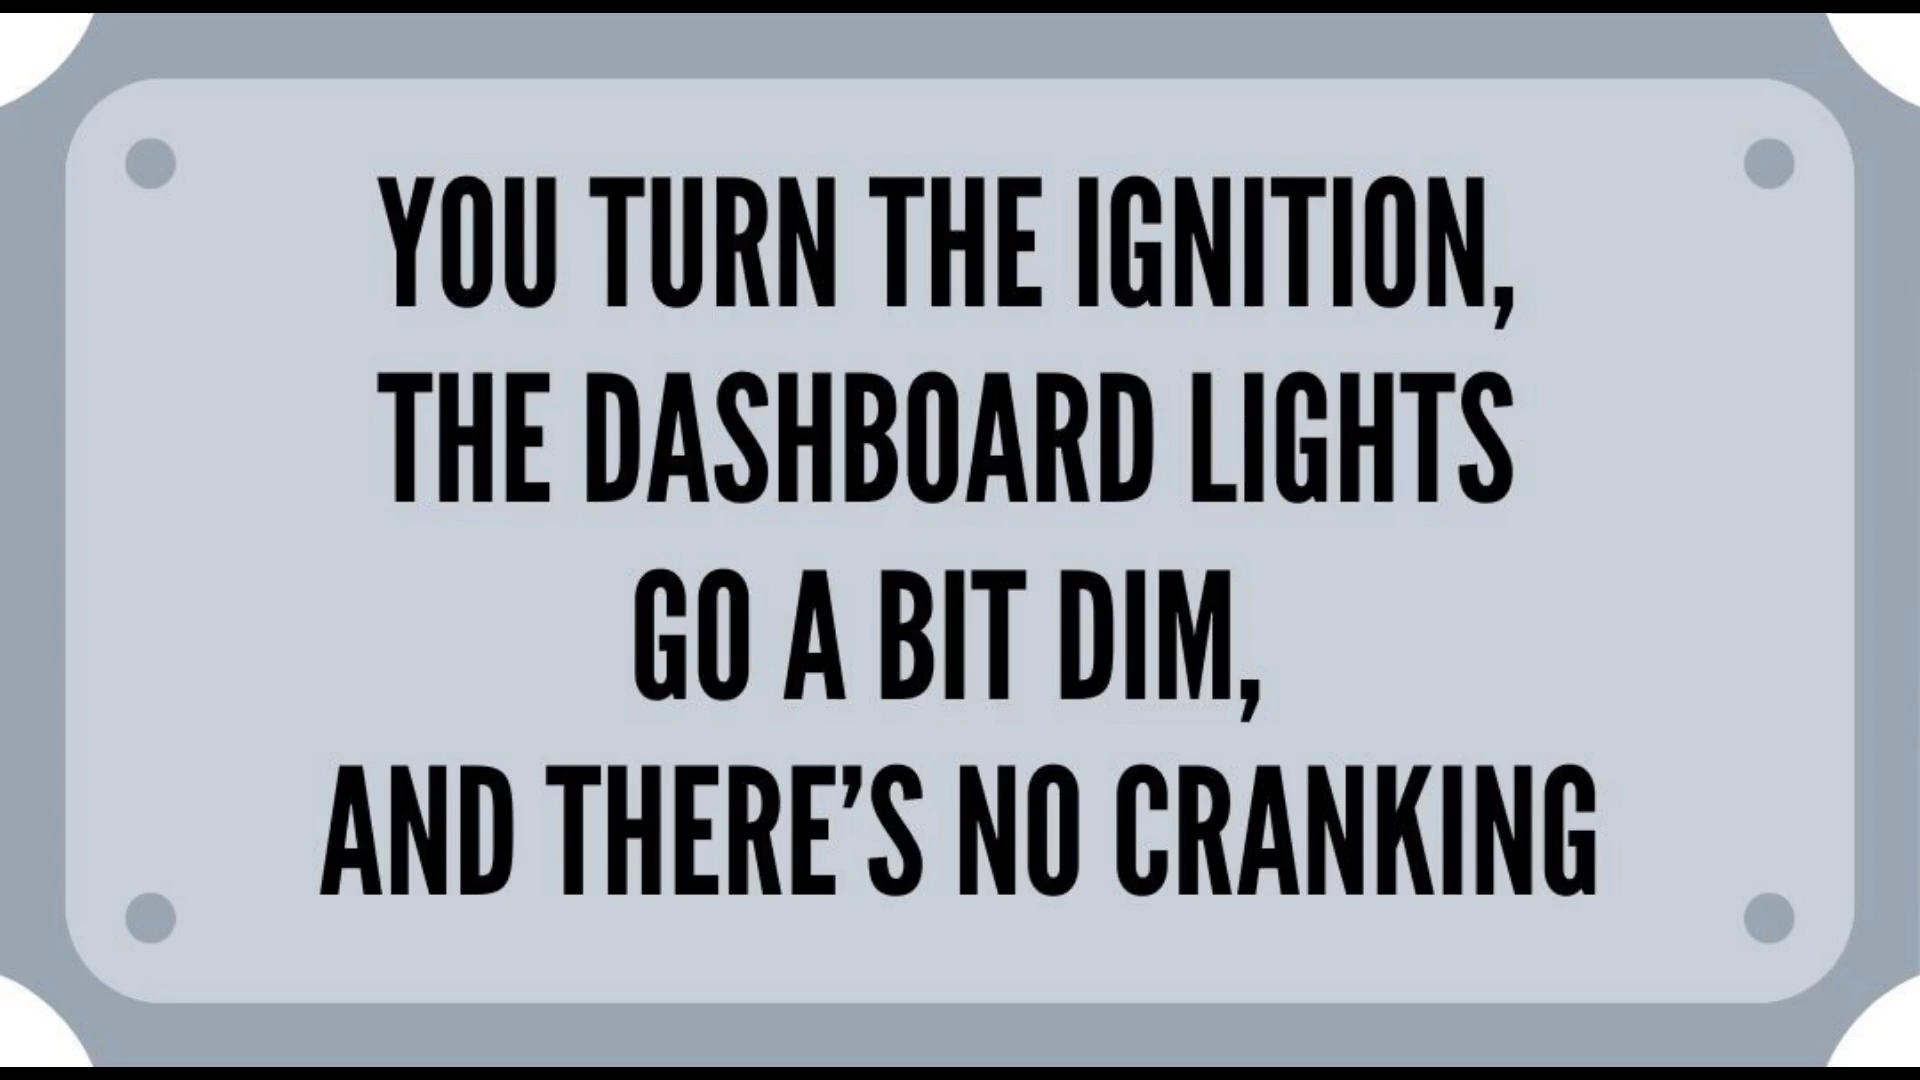 YOU TURN THE IGNITION,
THE DASHBOARD LIGHTS
GO A BIT DIM,
AND THERE'S NO CRANKING